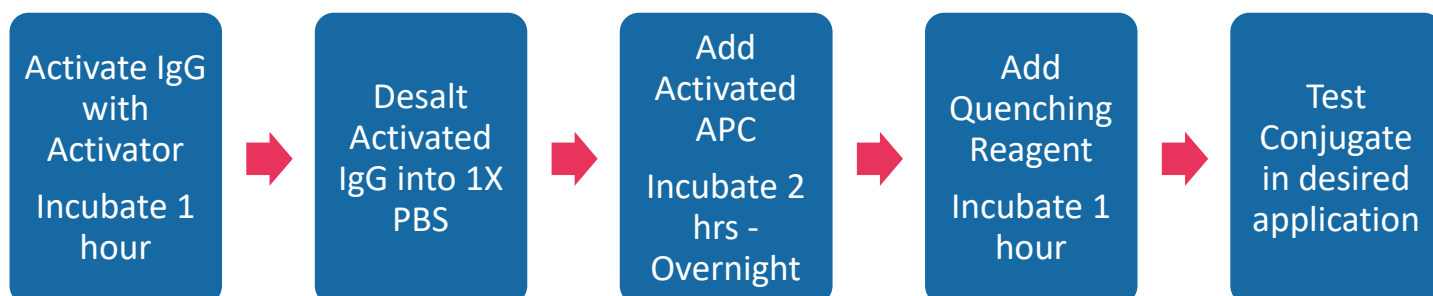 Activate IgG
with
Activator
Incubate 1
hour
Desalt
Activated
IgG into 1X
PBS
Add
Activated
APC
Incubate 2
hrs -
Overnight
Add
Quenching
Reagent
Incubate 1
hour
Test
Conjugate
in desired
application